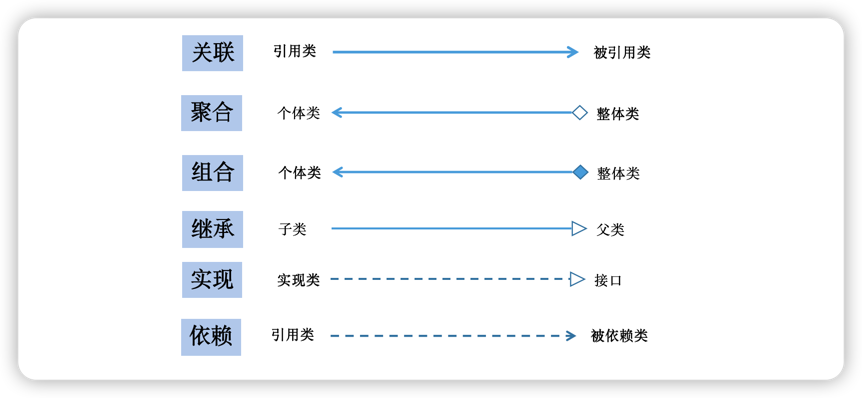 关联 引用类 被引用类
聚合 个体类 整体类
组合 个体类 整体类
继承 子类 父类
实现 实现类 接口
依赖 引用类 被依赖类